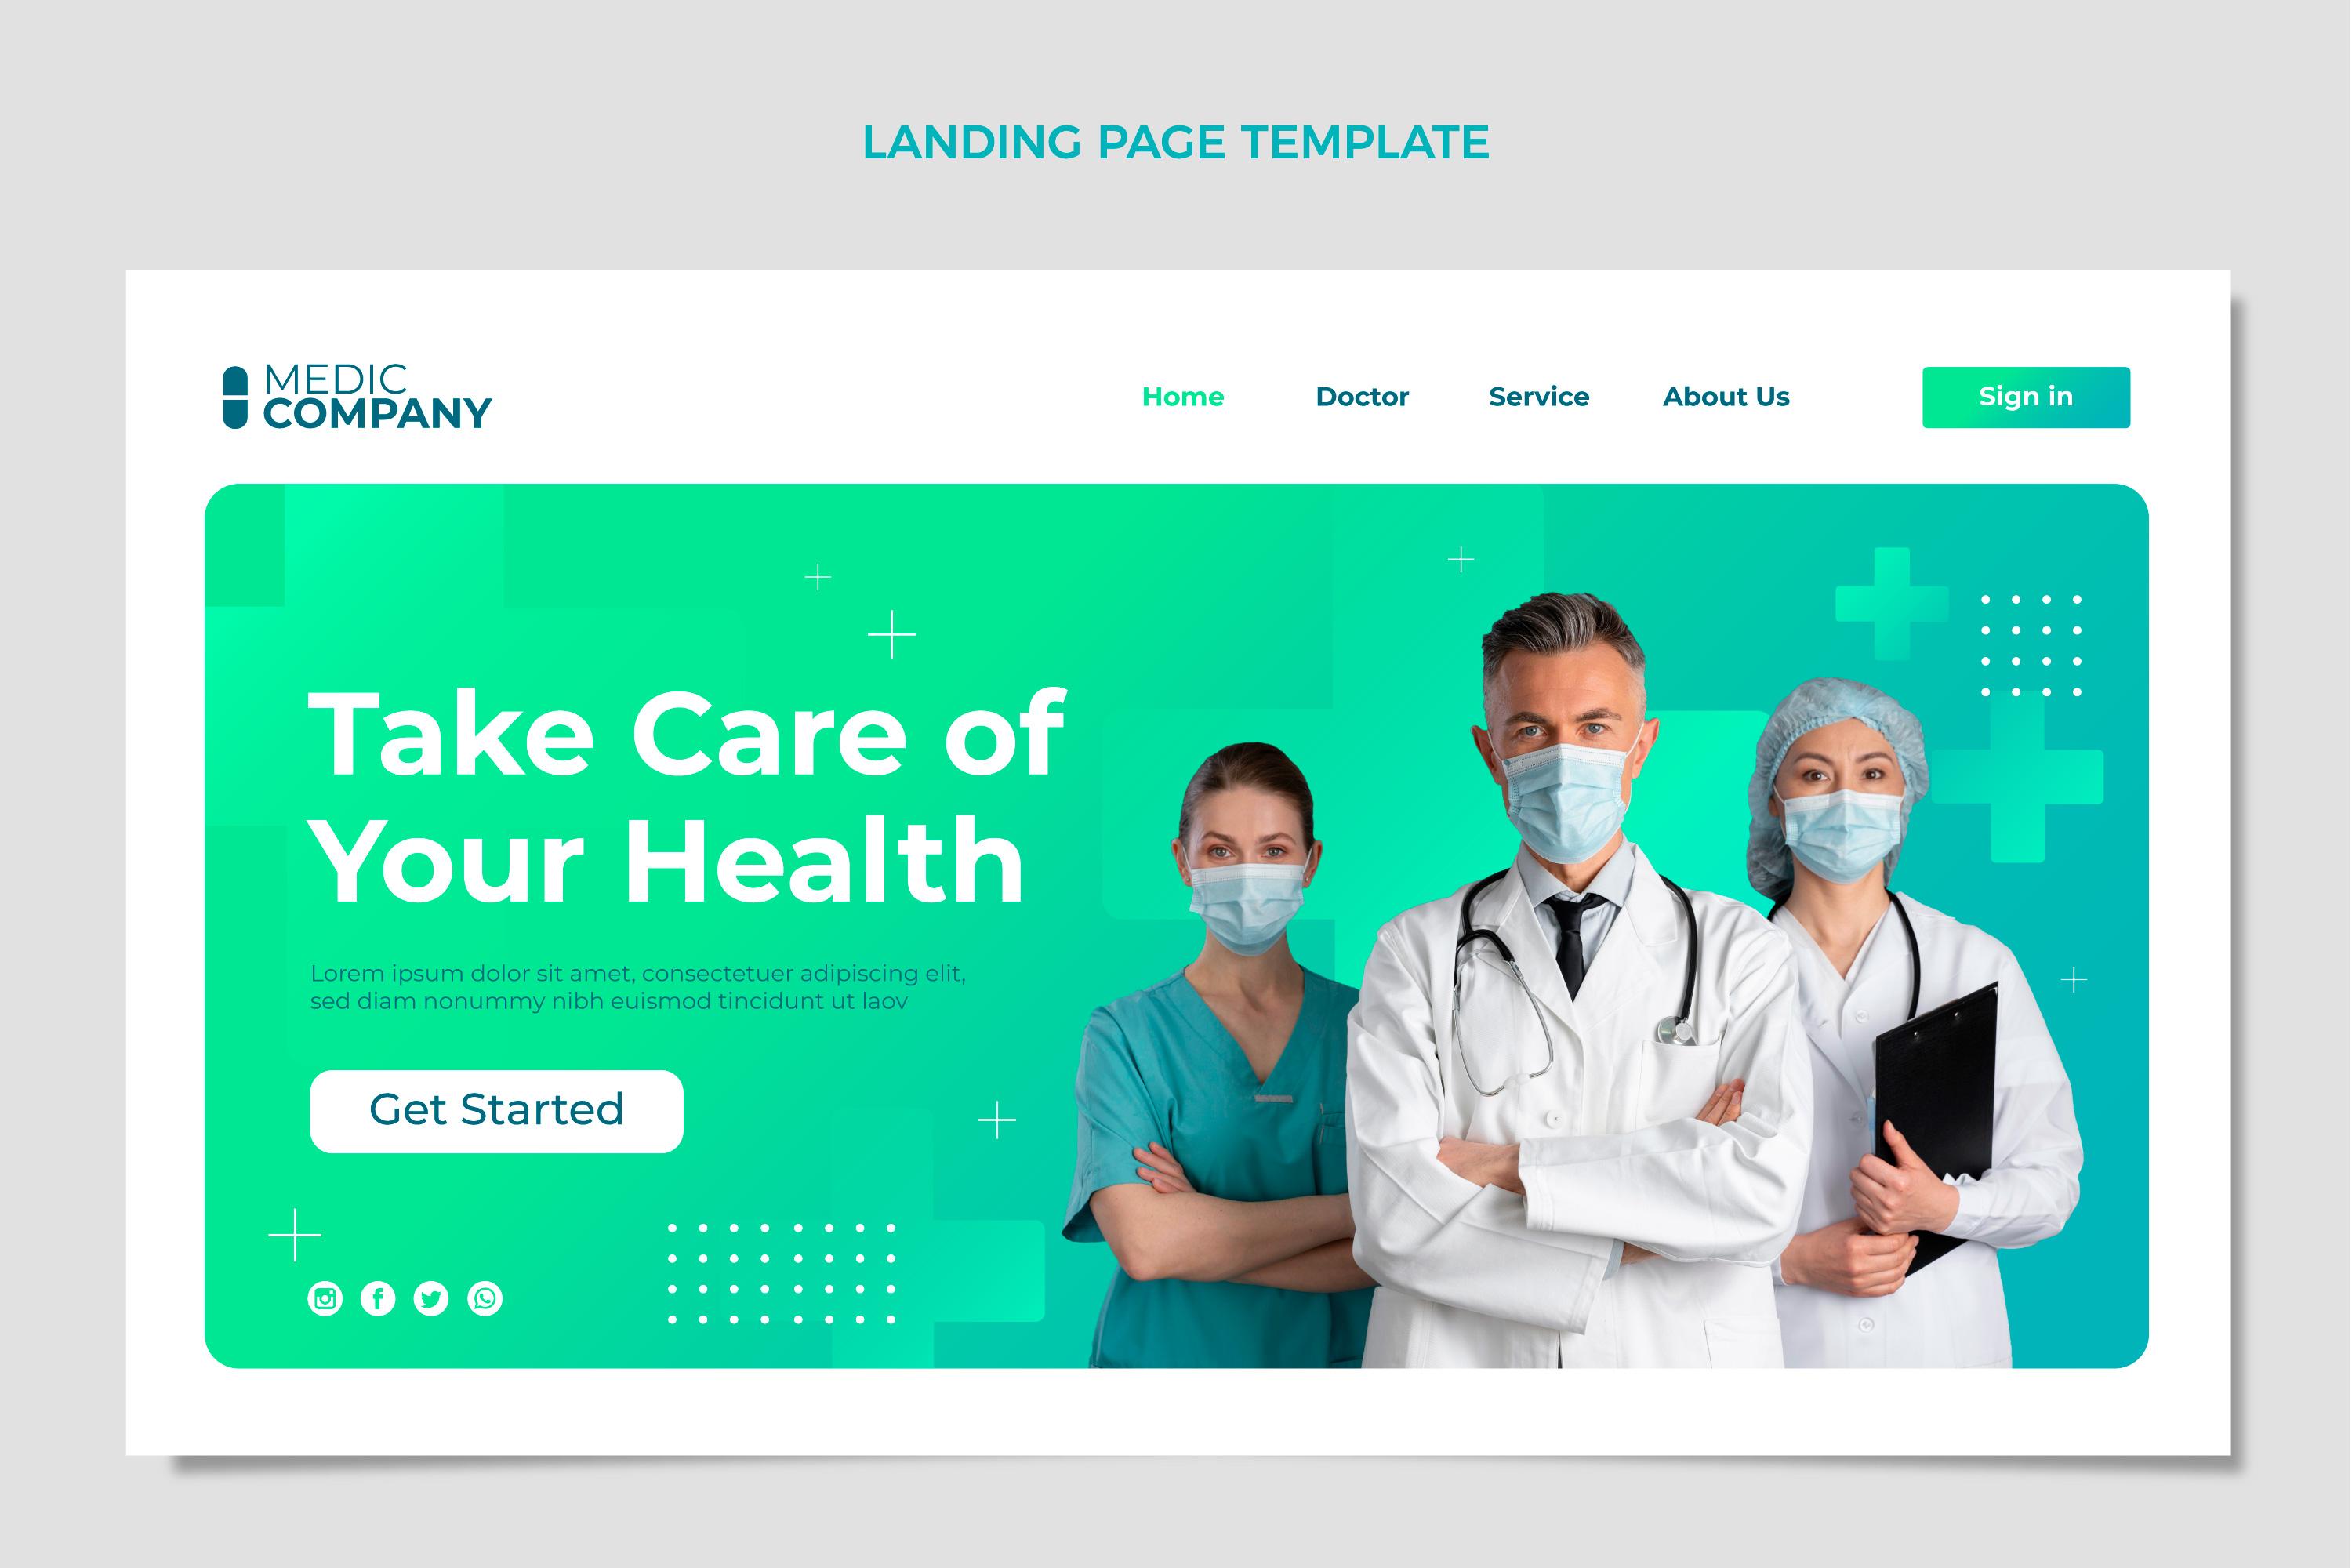 LANDING PAGE TEMPLATE
MEDIC
COMPANY
Home Doctor Service About Us Sign in
Take Care of
Your Health
Lorem ipsum dolor sit amet, consectetuer adipiscing elit,
sed diam nonummy nibh euismod tincidunt ut laov
Get Started